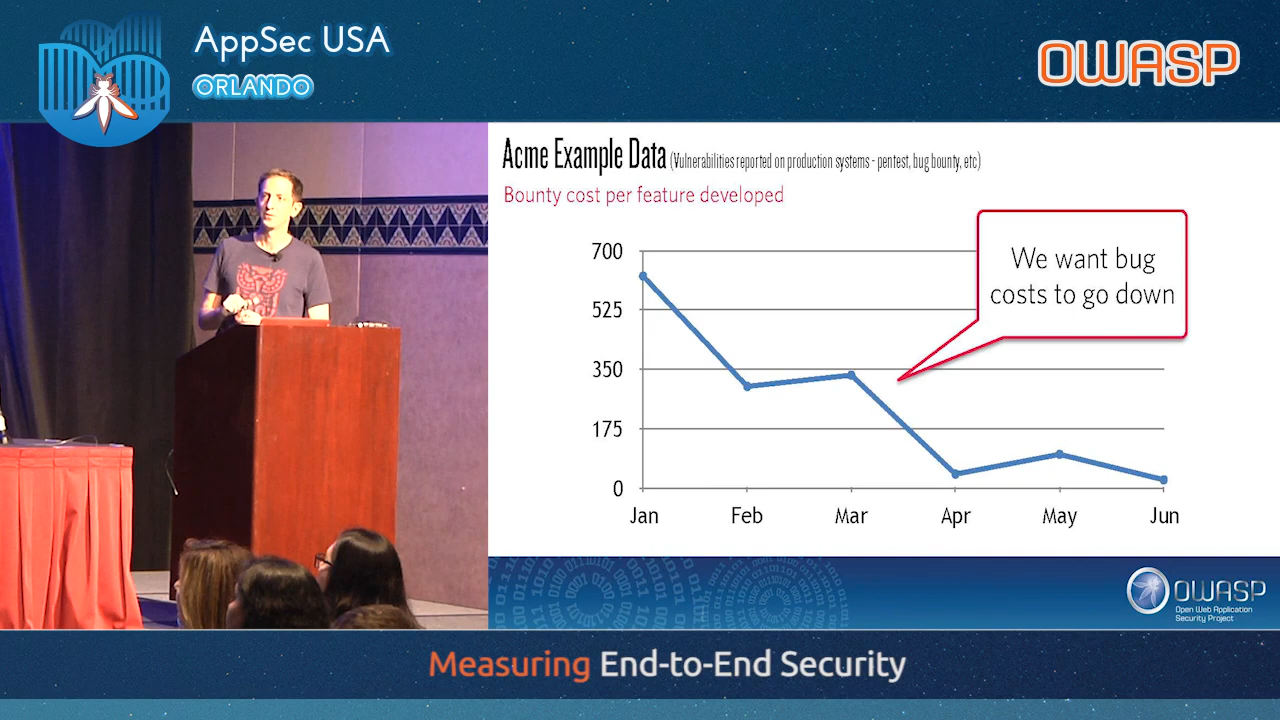 AppSec USA
ORLANDO
OWASP
Acme Example Data (Vulnerabilities reported on production systems - pentest, bug bounty, etc)
Bounty cost per feature developed
We want bug
costs to go down
700
525
350
175
0
Jan Feb Mar Apr May Jun
OWASP
Open Web Application
Security Project
Measuring End-to-End Security